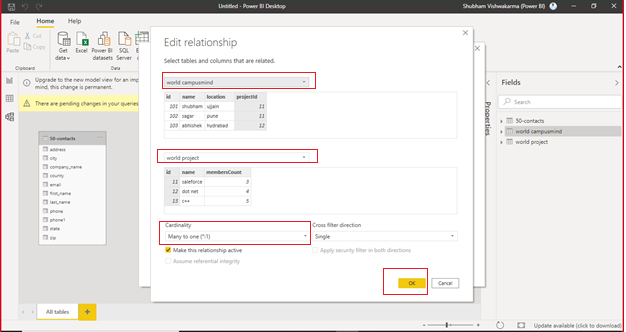 Untitled - Power BI Desktop
Shubham Vishwakarma (Power BI)
File
Home
Paste
Cut
Copy
Get data
Excel
Power BI datasets
SQL Server
Data
Upgrade to the new model view for an imp
this change is permanent.
There are pending changes in your queries
50-contacts
address
city
company_name
county
email
first_name
last_name
phone
phone1
state
zip
Edit relationship
Select tables and columns that are related.
world campusmind
id name location projectId
101 shubham ujjain 11
102 sagar pune 11
103 abhishek hydrabad 12
world project
id name membersCount
11 saleforce 3
12 dot net 4
13 c++ 5
Cardinality
Many to one (*:1)
Cross filter direction
Single
Make this relationship active
Apply security filter in both directions
Assume referential integrity
OK
Cancel
Properties
Fields
Search
50-contacts
world campusmind
world project
All tables
Update available (click to download)